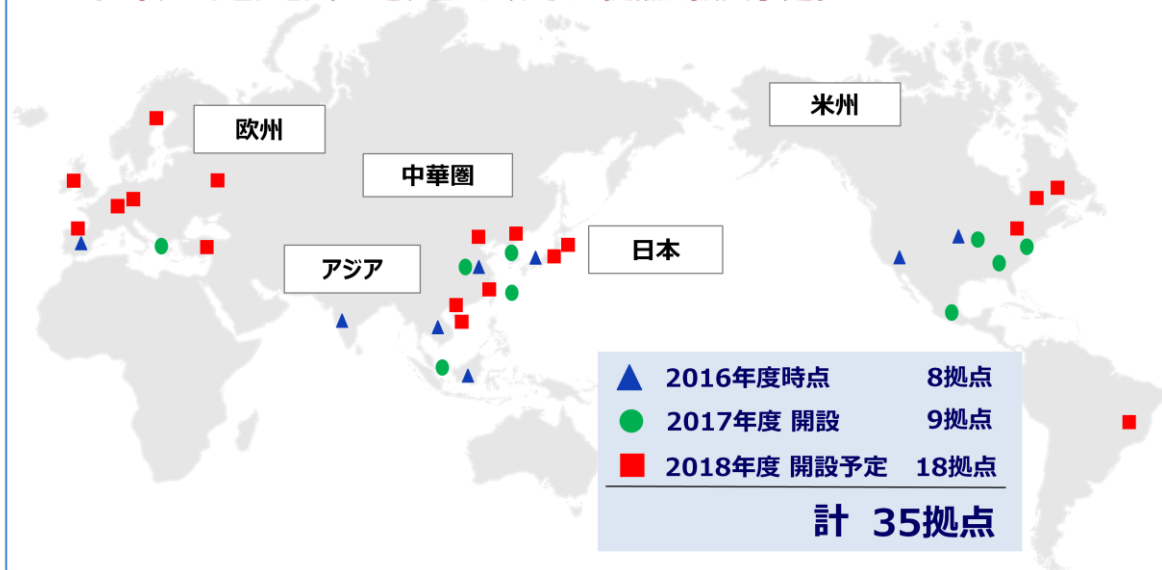 欧州
米州
中華圏
日本
アジア
2016年度時点 8拠点
2017年度 開設 9拠点
2018年度 開設予定 18拠点
計 35拠点